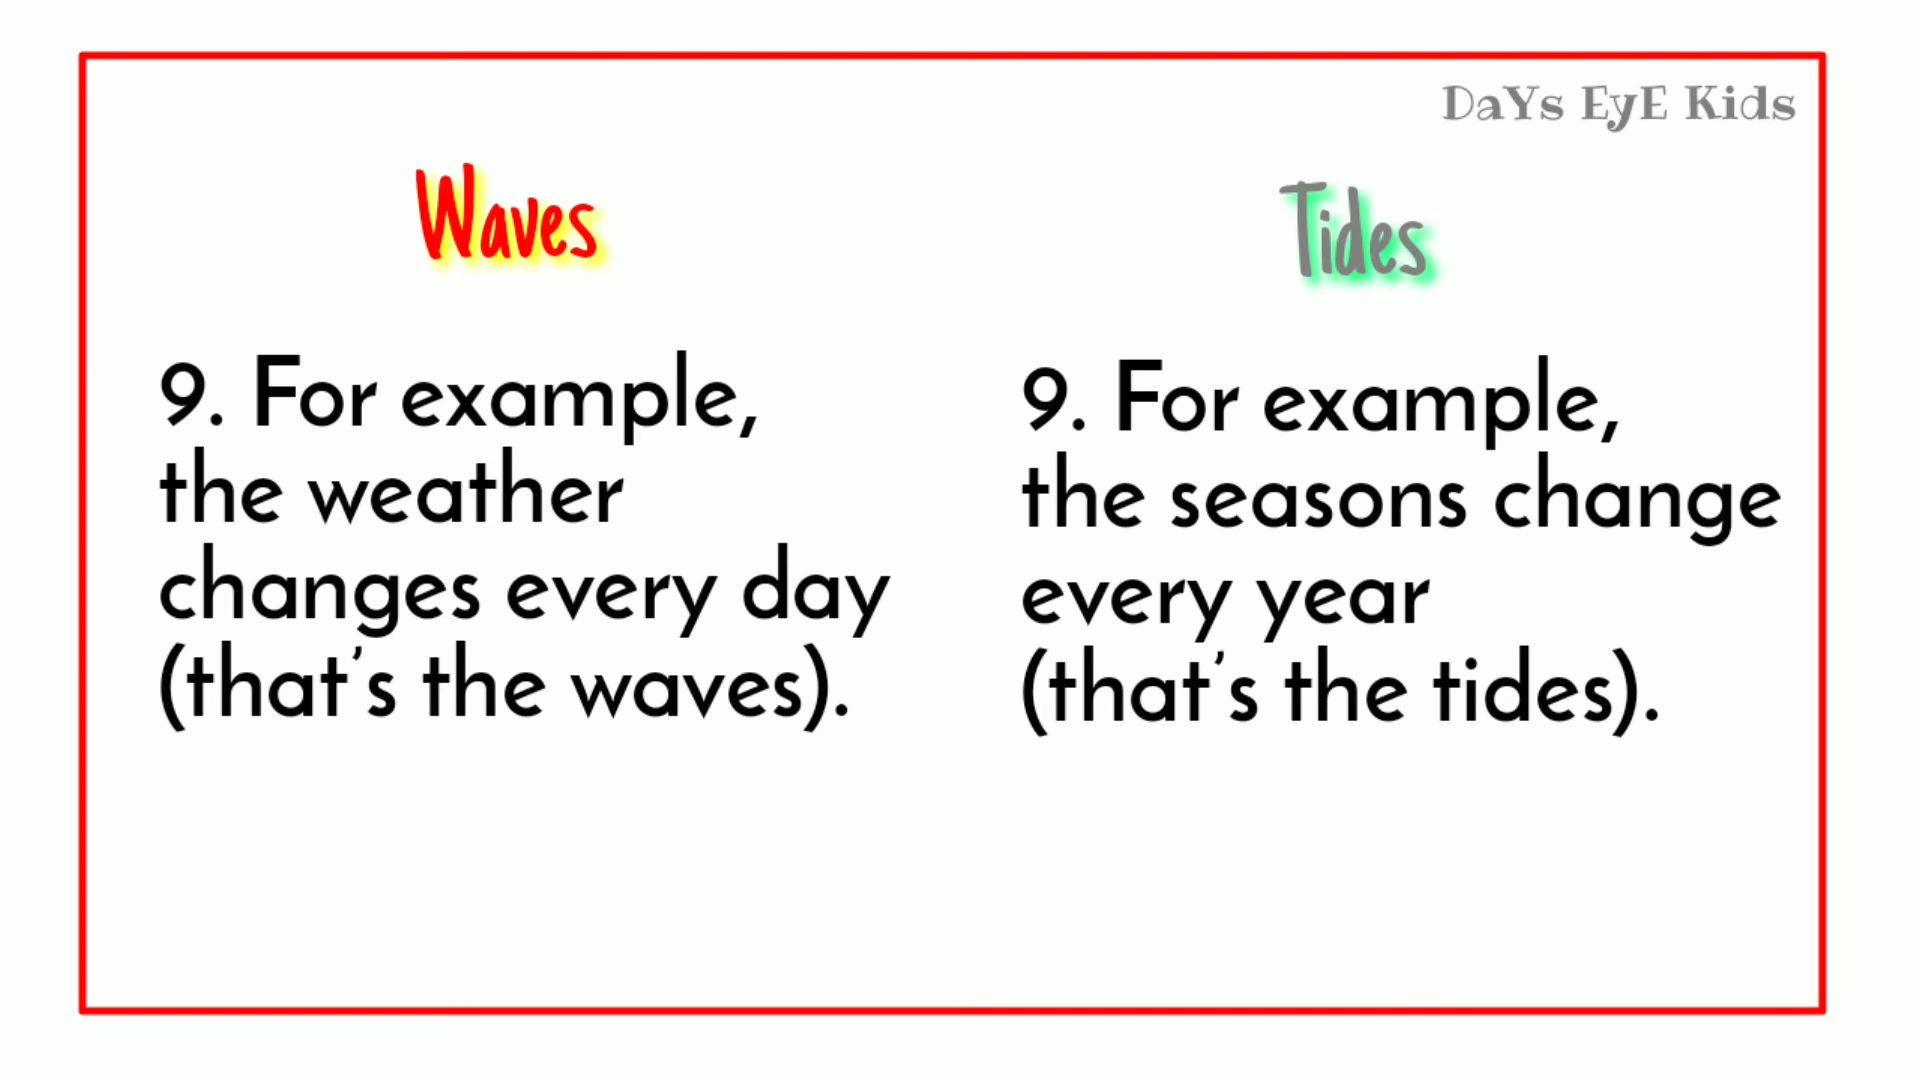 DaYs EyE Kids
Waves
9. For example,
the weather
changes every day
(that's the waves).
Tides
9. For example,
the seasons change
every year
(that's the tides).